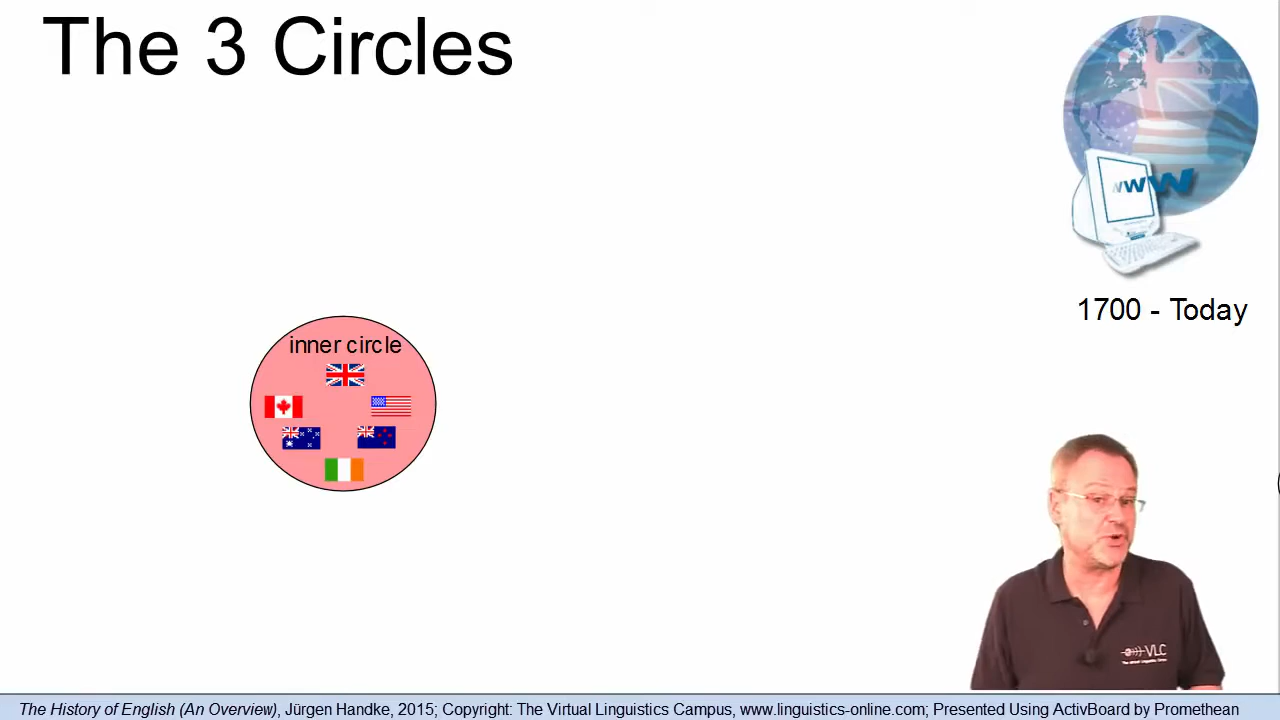 The 3 Circles
www
1700 - Today
inner circle
VLC
The History of English (An Overview), Jürgen Handke, 2015; Copyright: The Virtual Linguistics Campus, www.linguistics-online.com; Presented Using ActivBoard by Promethean